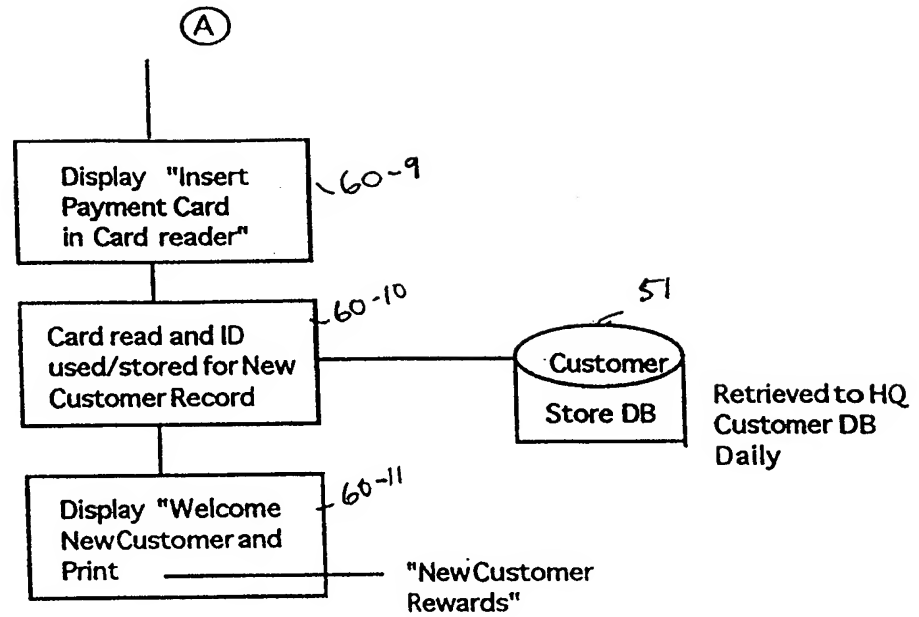 A
Display "Insert
Payment Card
in Card reader"
60-9
Card read and ID
used/stored for New
Customer Record
60-10
51
Customer
Store DB
Retrieved to HQ
Customer DB
Daily
Display "Welcome
New Customer and
Print
60-11
"New Customer
Rewards"